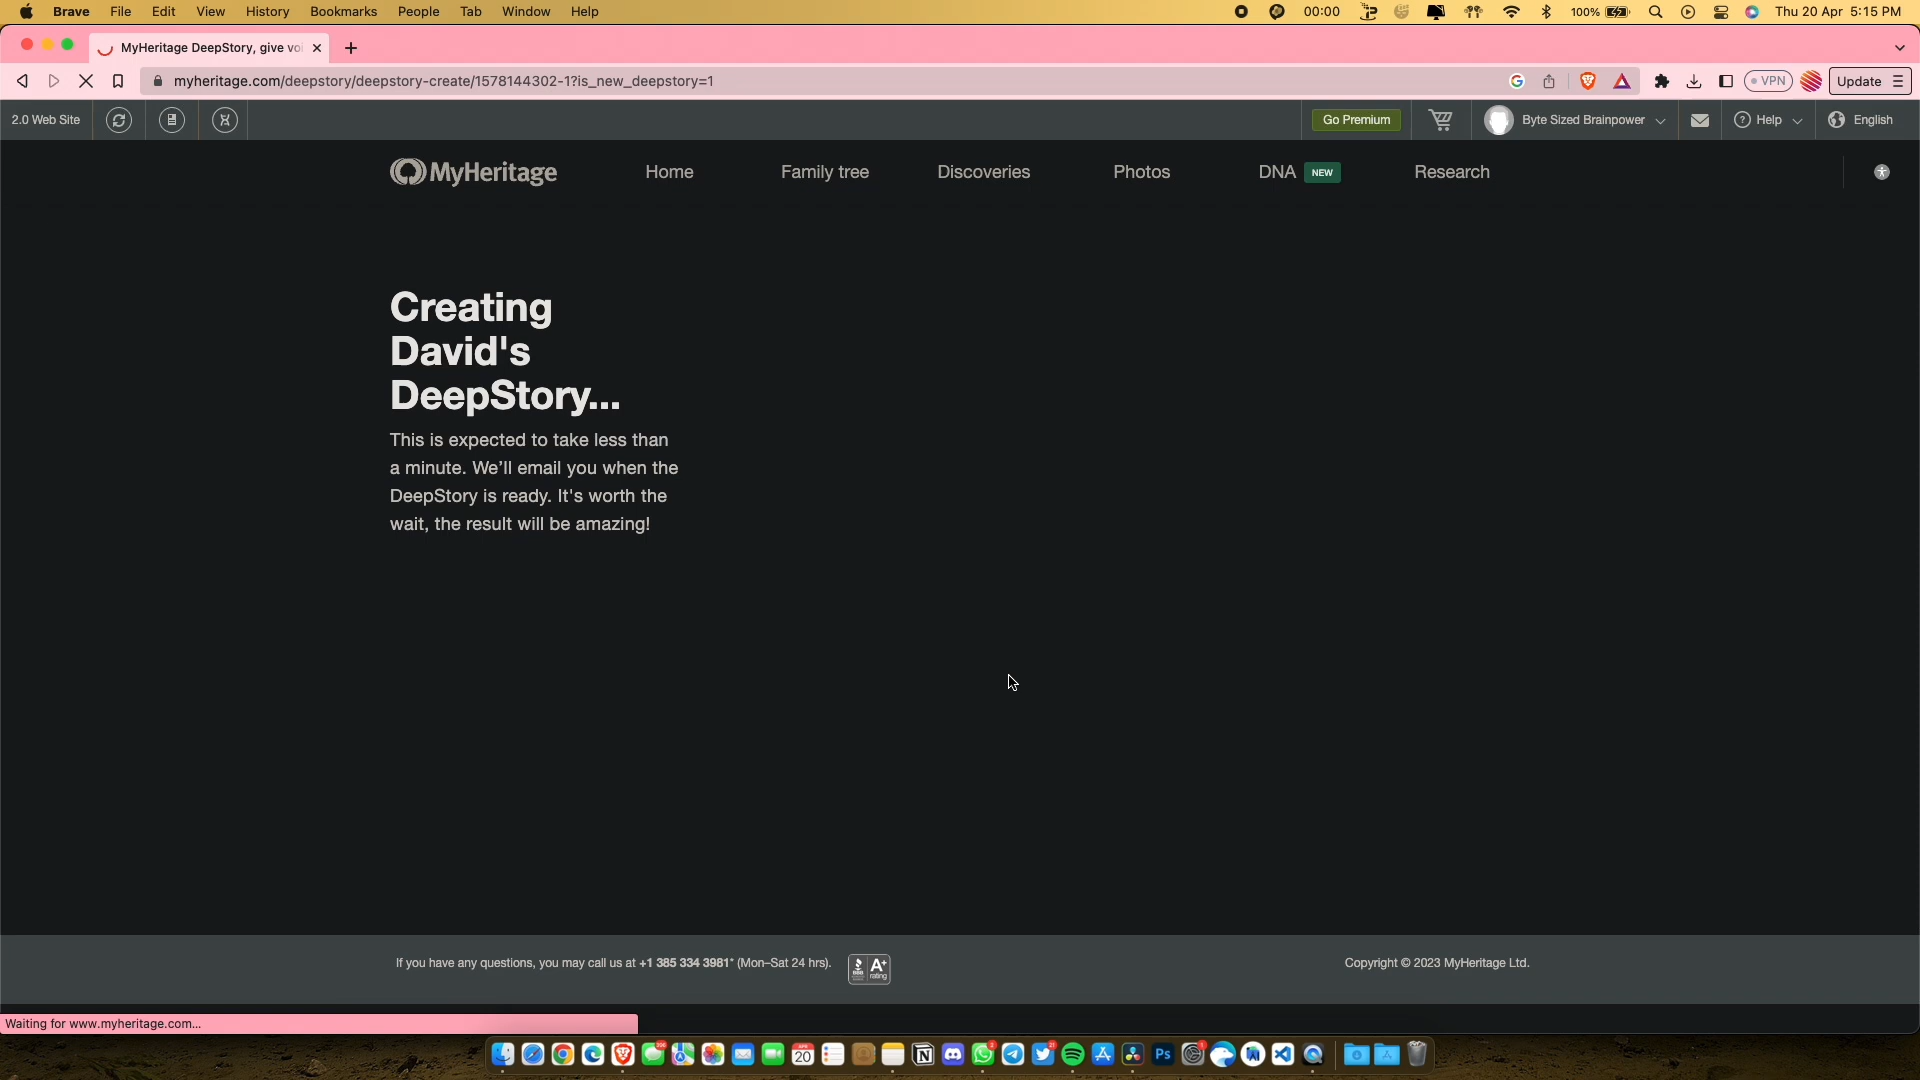 Brave File Edit View History Bookmarks People Tab Window Help 00:00 100% Thu 20 Apr 5:15 PM
MyHeritage DeepStory, give voi
myheritage.com/deepstory/deepstory-create/1578144302-1?is_new_deepstory=1 VPN Update
2.0 Web Site Go Premium Byte Sized Brainpower Help English
MyHeritage Home Family tree Discoveries Photos DNA NEW Research
Creating
David's
DeepStory...
This is expected to take less than
a minute. We'll email you when the
DeepStory is ready. It's worth the
wait, the result will be amazing!
If you have any questions, you may call us at +1 385 334 3981* (Mon–Sat 24 hrs). BBB A+ rating Copyright © 2023 MyHeritage Ltd.
Waiting for www.myheritage.com...
20 Ps